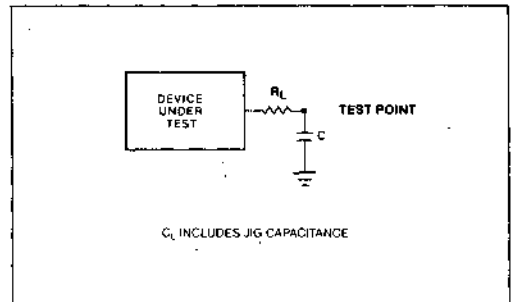 DEVICE
UNDER
TEST
RL
TEST POINT
C
CL INCLUDES JIG CAPACITANCE